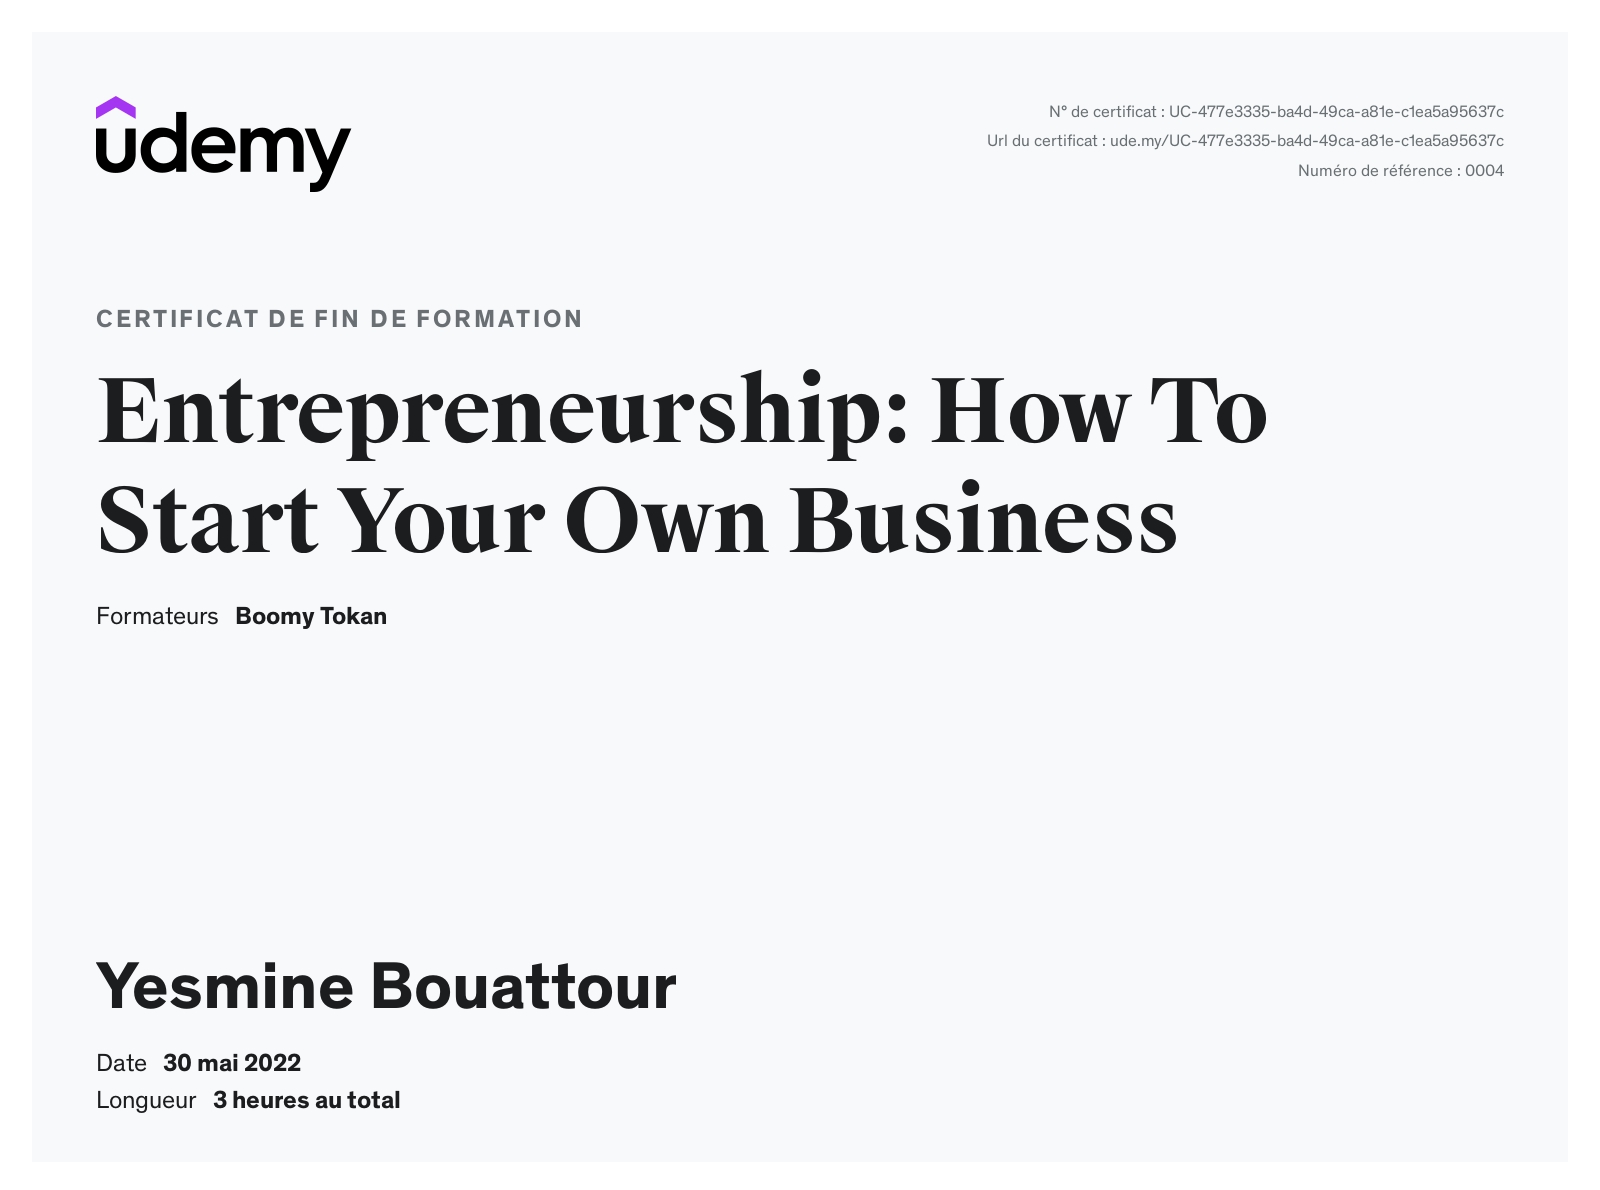 udemy
N° de certificat : UC-477e3335-ba4d-49ca-a81e-c1ea5a95637c
Url du certificat : ude.my/UC-477e3335-ba4d-49ca-a81e-c1ea5a95637c
Numéro de référence : 0004
CERTIFICAT DE FIN DE FORMATION
Entrepreneurship: How To
Start Your Own Business
Formateurs Boomy Tokan
Yesmine Bouattour
Date 30 mai 2022
Longueur 3 heures au total